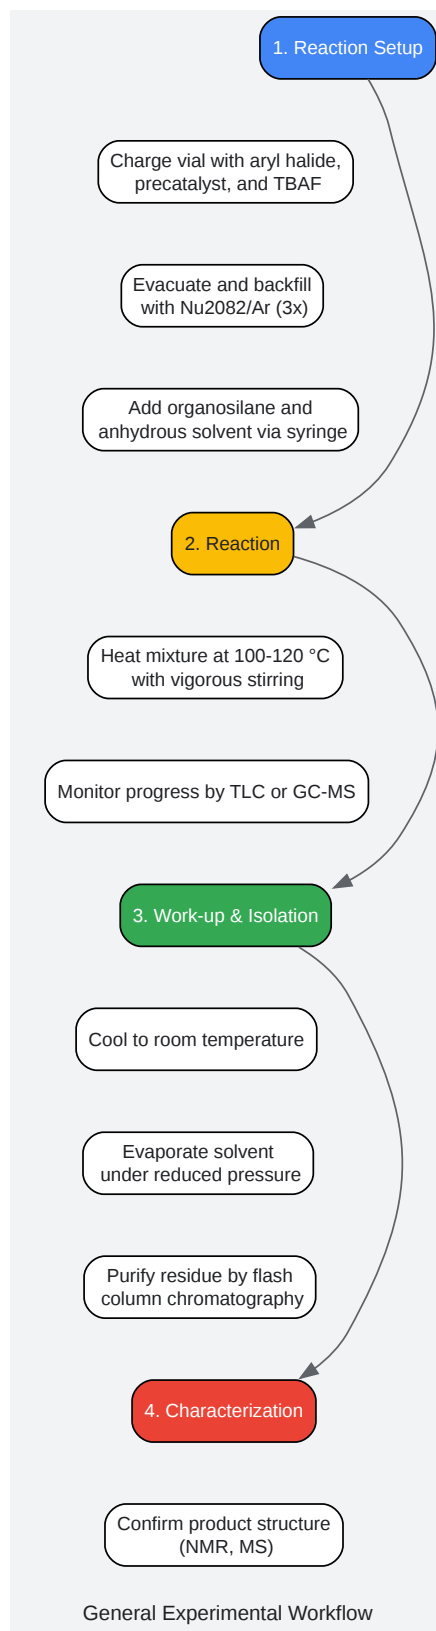 1. Reaction Setup
Charge vial with aryl halide,
precatalyst, and TBAF
Evacuate and backfill
with Nu2082/Ar (3x)
Add organosilane and
anhydrous solvent via syringe
2. Reaction
Heat mixture at 100-120 °C
with vigorous stirring
Monitor progress by TLC or GC-MS
3. Work-up & Isolation
Cool to room temperature
Evaporate solvent
under reduced pressure
Purify residue by flash
column chromatography
4. Characterization
Confirm product structure
(NMR, MS)
General Experimental Workflow